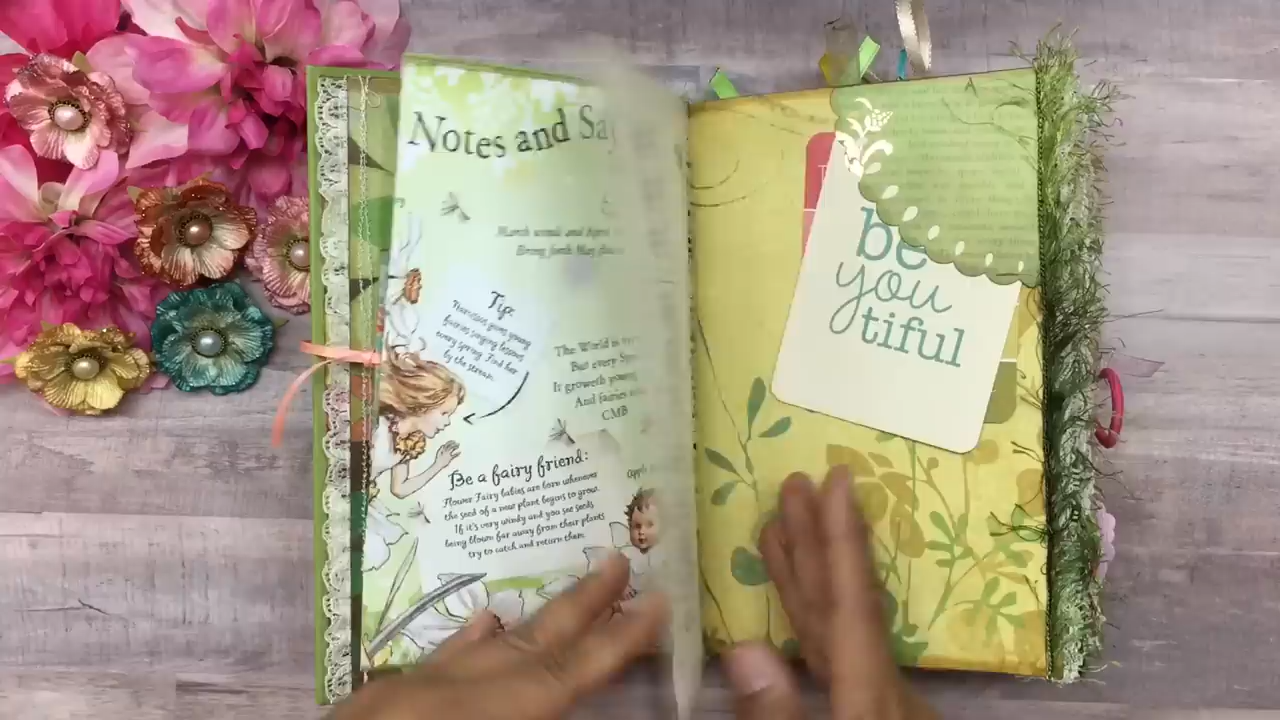 Notes and
March winds and April
Bring forth May
Tip:
Narcissus gives young
fairies singing lessons
every spring. Find her
by the stream.
The World is
But every
It groweth
And fairies
CMB
Be a fairy friend:
Flower Fairy babies are born whenever
the seed of a new plant begins to grow.
If it's very windy and you see seeds
being blown far away from their plants
try to catch and return them.
be
you
tiful